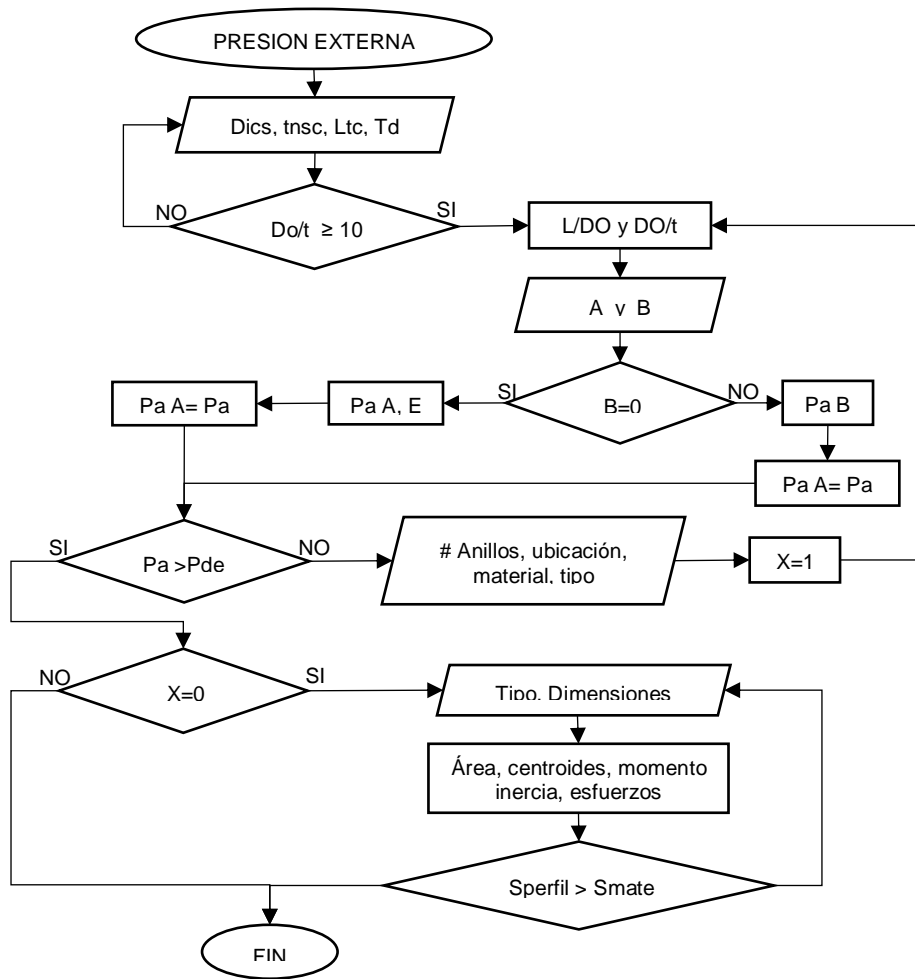 PRESION EXTERNA
Dics, tnsc, Ltc, Td
NO
SI
Do/t ≥ 10
L/DO y DO/t
A y B
SI
NO
B=0
Pa A= Pa
Pa A, E
Pa B
Pa A= Pa
SI
NO
Pa >Pde
# Anillos, ubicación,
material, tipo
X=1
NO
SI
X=0
Tipo, Dimensiones
Área, centroides, momento
inercia, esfuerzos
Sperfil > Smate
FIN